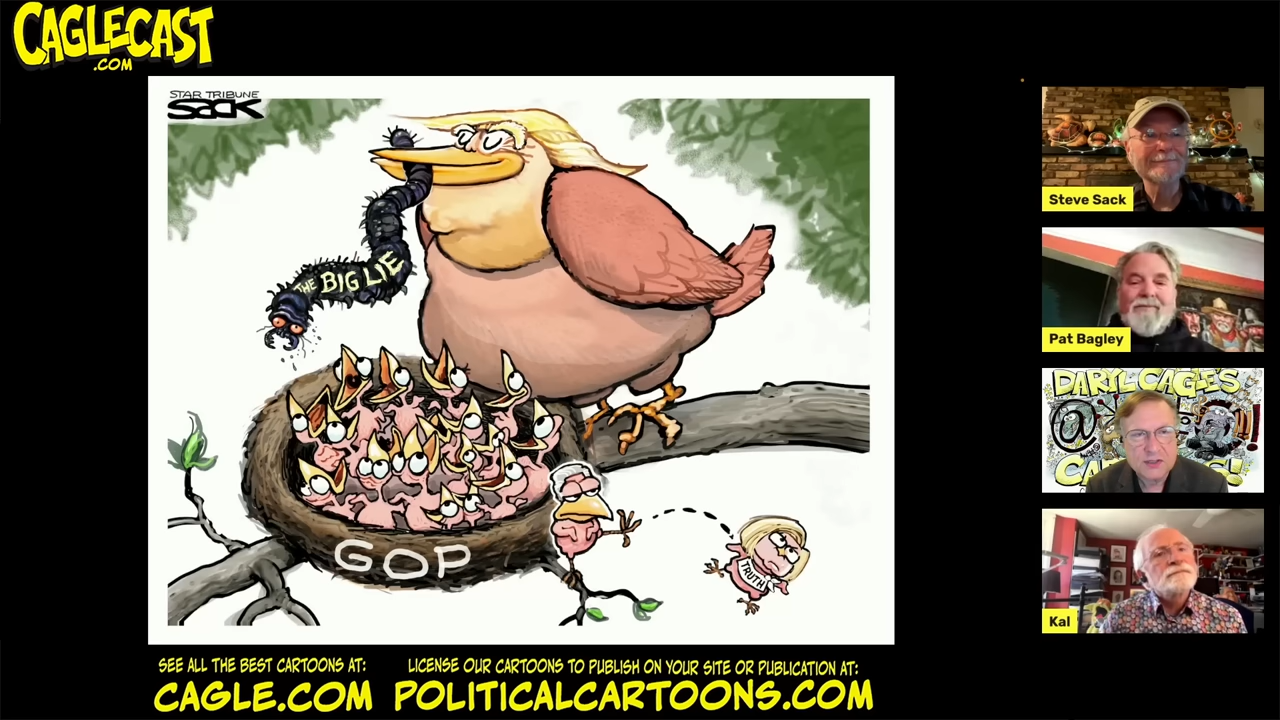 CAGLECAST
.COM
STAR TRIBUNE
SACK
THE BIG LIE
GOP
TRUTH
Steve Sack
Pat Bagley
DARYL CAGLE'S
Kal
SEE ALL THE BEST CARTOONS AT:
CAGLE.COM
LICENSE OUR CARTOONS TO PUBLISH ON YOUR SITE OR PUBLICATION AT:
POLITICALCARTOONS.COM